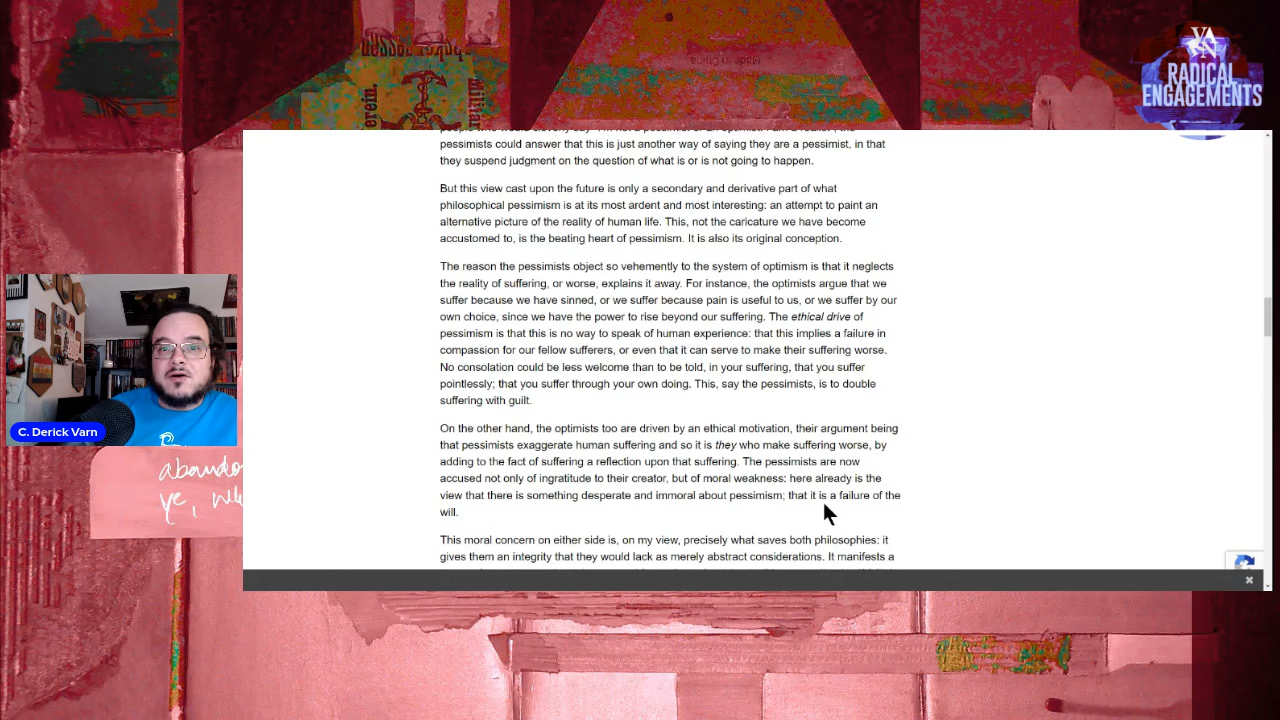 Made in China
herein.
RADICAL
ENGAGEMENTS
pessimists could answer that this is just another way of saying they are a pessimist, in that
they suspend judgment on the question of what is or is not going to happen.
But this view cast upon the future is only a secondary and derivative part of what
philosophical pessimism is at its most ardent and most interesting: an attempt to paint an
alternative picture of the reality of human life. This, not the caricature we have become
accustomed to, is the beating heart of pessimism. It is also its original conception.
The reason the pessimists object so vehemently to the system of optimism is that it neglects
the reality of suffering, or worse, explains it away. For instance, the optimists argue that we
suffer because we have sinned, or we suffer because pain is useful to us, or we suffer by our
own choice, since we have the power to rise beyond our suffering. The ethical drive of
pessimism is that this is no way to speak of human experience: that this implies a failure in
compassion for our fellow sufferers, or even that it can serve to make their suffering worse.
No consolation could be less welcome than to be told, in your suffering, that you suffer
pointlessly; that you suffer through your own doing. This, say the pessimists, is to double
suffering with guilt.
On the other hand, the optimists too are driven by an ethical motivation, their argument being
that pessimists exaggerate human suffering and so it is they who make suffering worse, by
adding to the fact of suffering a reflection upon that suffering. The pessimists are now
accused not only of ingratitude to their creator, but of moral weakness: here already is the
view that there is something desperate and immoral about pessimism; that it is a failure of the
will.
This moral concern on either side is, on my view, precisely what saves both philosophies: it
gives them an integrity that they would lack as merely abstract considerations. It manifests a
C. Derick Varn
abando
ye,